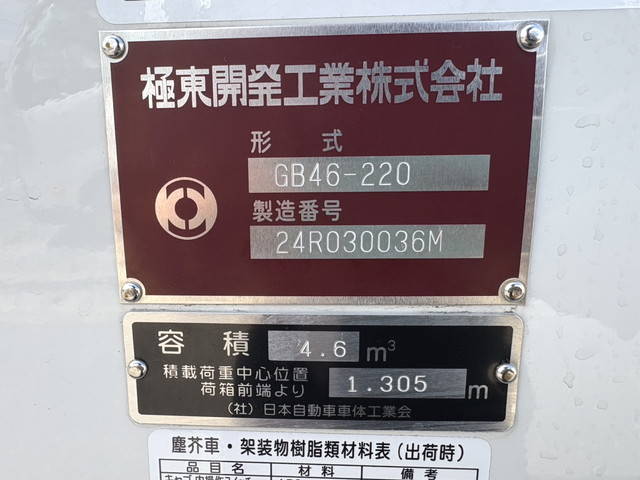 極東開発工業株式会社
形 式
GB46-220
製造番号
24R030036M
容 積 4.6 m³
積載荷重中心位置
荷箱前端より 1.305 m
(社)日本自動車車体工業会
塵芥車・架装物樹脂類材料表(出荷時)
品 目 名 材 料 備 考